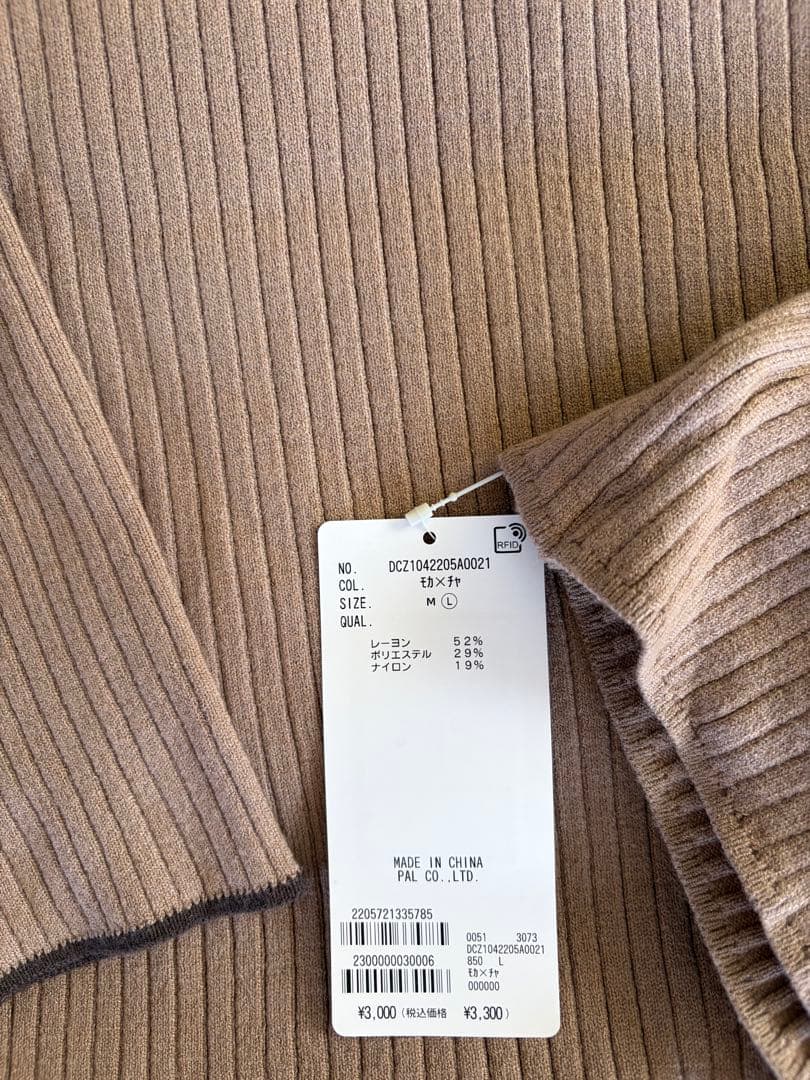 RFID
NO. DCZ1042205A0021
COL. ﾓｶ×ﾁｬ
SIZE. M Ⓛ
QUAL.
レーヨン 52%
ポリエステル 29%
ナイロン 19%
MADE IN CHINA
PAL CO.,LTD.
2205721335785
0051 3073
DCZ1042205A0021
2300000030006
850 L
ﾓｶ×ﾁｬ
000000
¥3,000 (税込価格 ¥3,300)